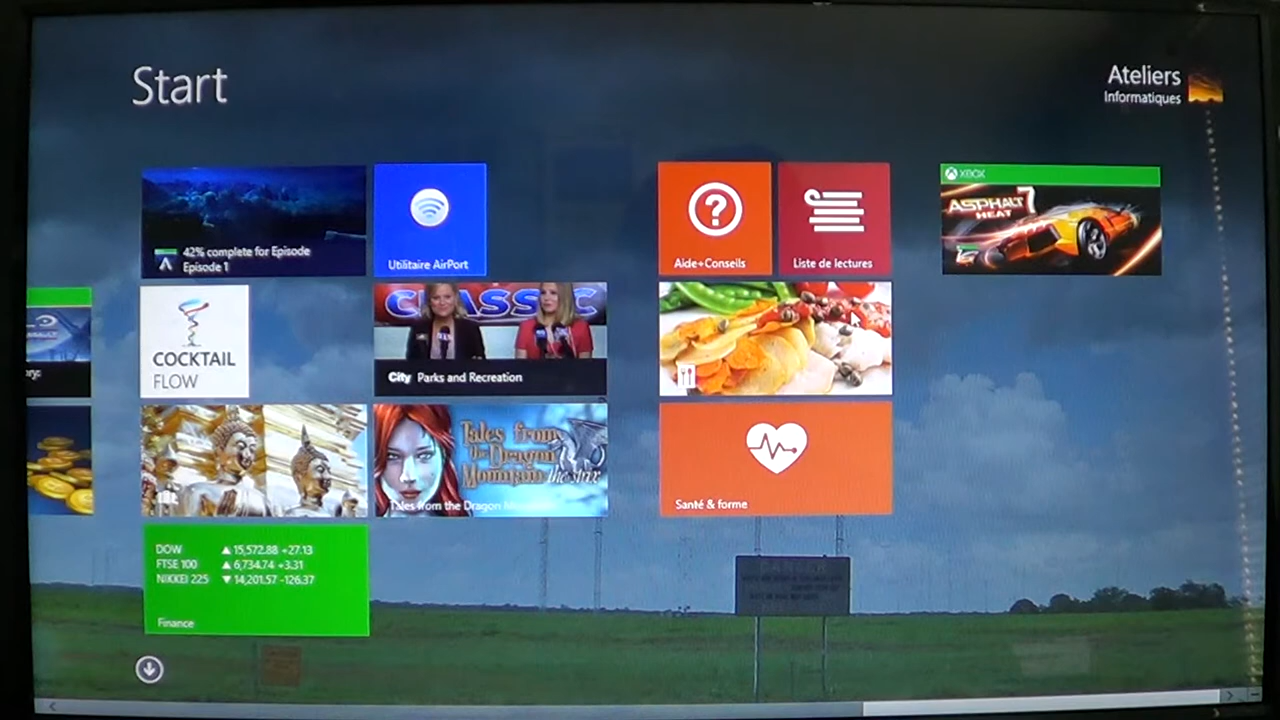 Start
Ateliers
Informatiques
42% complete for Episode
Episode 1
Utilitaire AirPort
Aide+Conseils
Liste de lectures
XBOX
ASPHALT 7
HEAT
COCKTAIL
FLOW
CLASSIC
City Parks and Recreation
Tales from
the Dragon
Mountain
the strix
Tales from the Dragon
Santé & forme
DOW ▲ 15,572.88 +27.13
FTSE 100 ▲ 6,734.74 +3.31
NIKKEI 225 ▼ 14,201.57 -126.37
Finance
DANGER